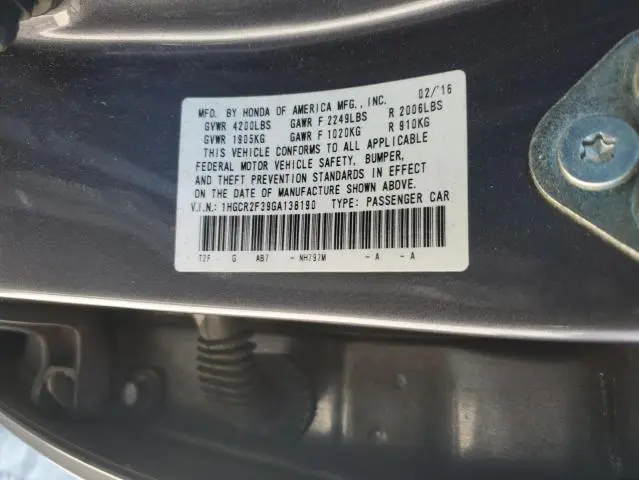 MFD. BY HONDA OF AMERICA MFG., INC. 02/'16
GVWR 4200LBS GAWR F 2249LBS R 2006LBS
GVWR 1905KG GAWR F 1020KG R 910KG
THIS VEHICLE CONFORMS TO ALL APPLICABLE
FEDERAL MOTOR VEHICLE SAFETY, BUMPER,
AND THEFT PREVENTION STANDARDS IN EFFECT
ON THE DATE OF MANUFACTURE SHOWN ABOVE.
V.I.N.: 1HGCR2F39GA138190 TYPE: PASSENGER CAR
T2F G AB7 - NH797M - A - A